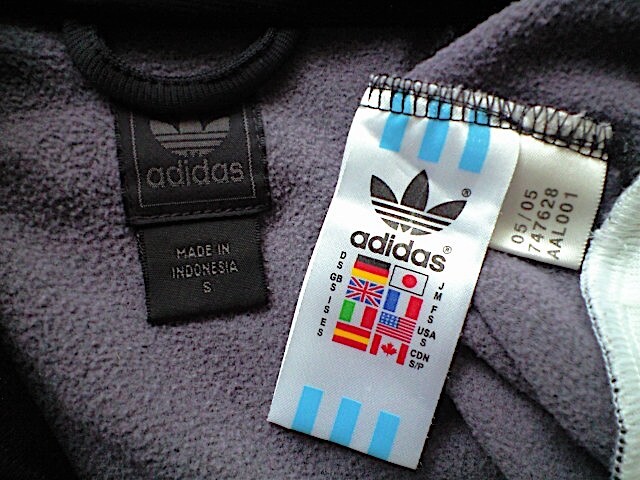 adidas
MADE IN
INDONESIA
S
®
adidas®
D
S
J
M
GB
S
F
S
I
S
USA
S
E
S
CDN
S/P
05/05
747628
AAL001